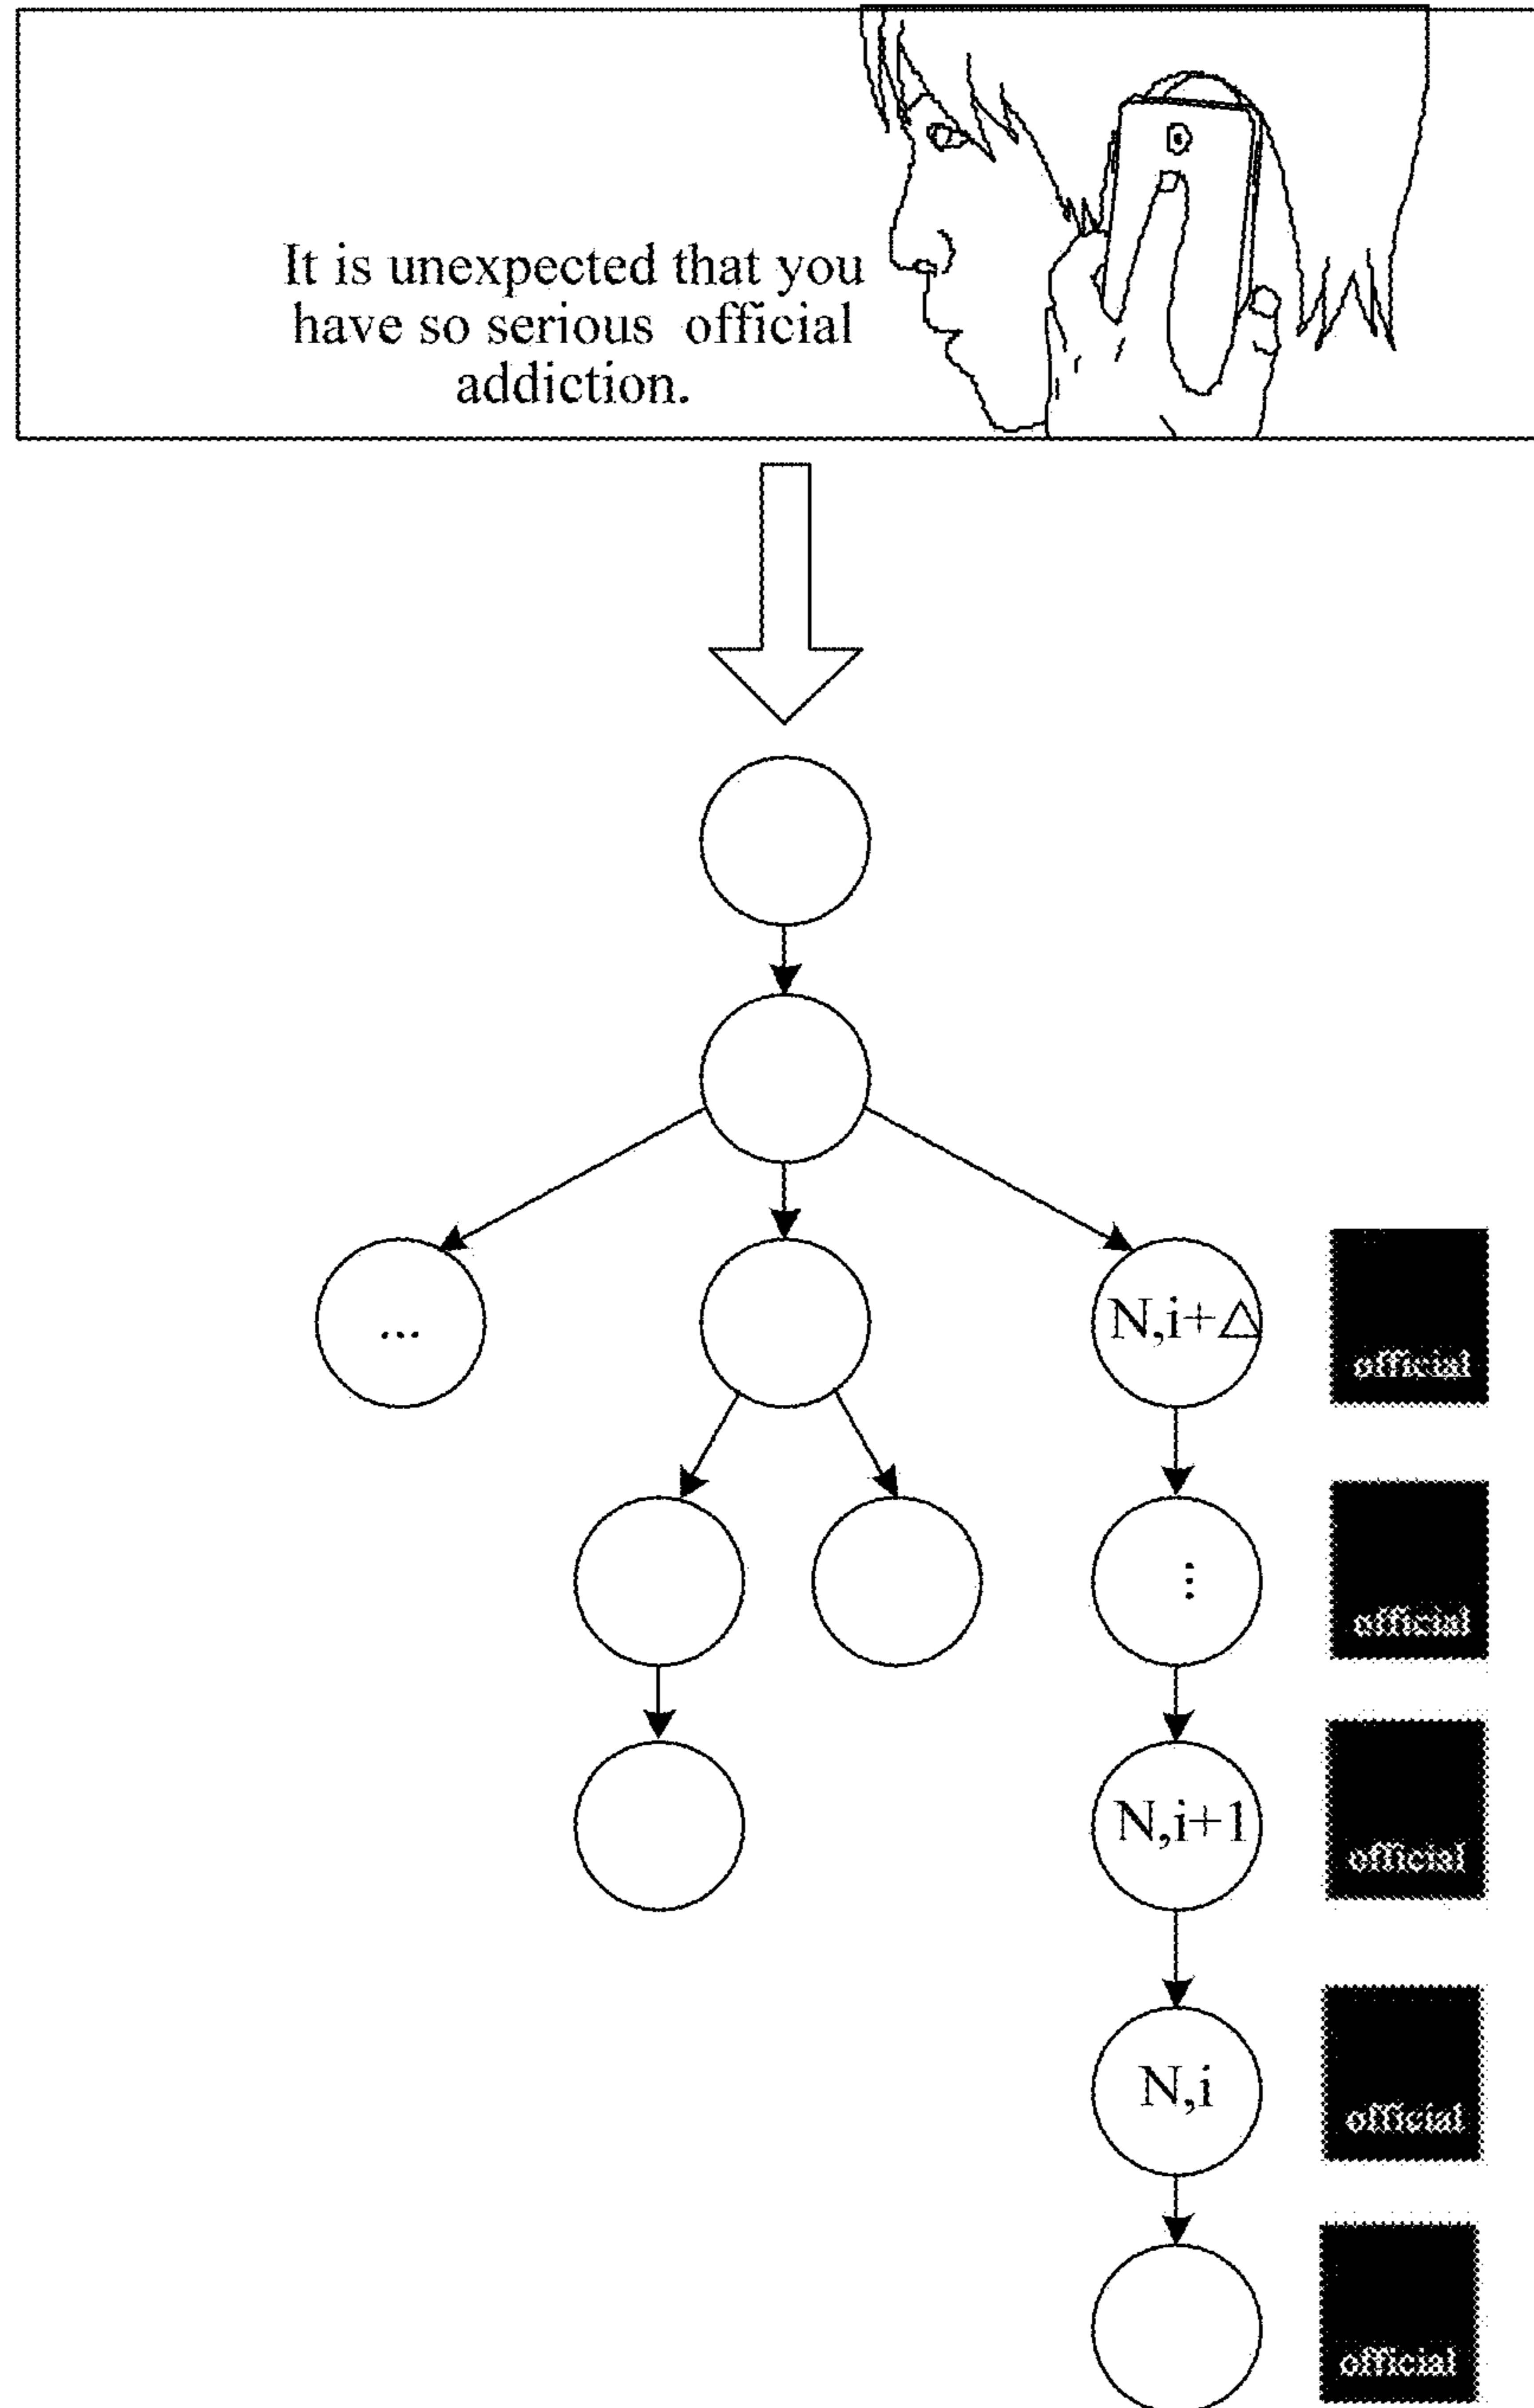 It is unexpected that you
have so serious official
addiction.
...
N,i+△
official
⋮
official
N,i+1
official
N,i
official
official